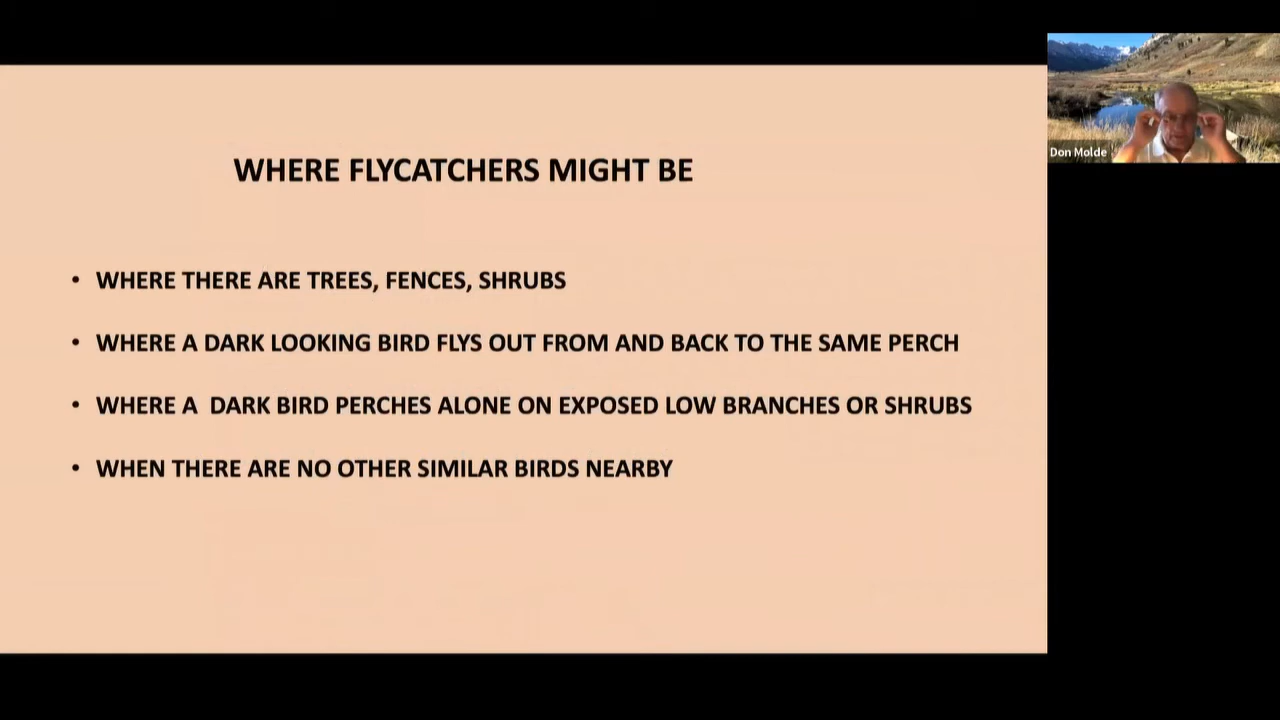 WHERE FLYCATCHERS MIGHT BE
• WHERE THERE ARE TREES, FENCES, SHRUBS
• WHERE A DARK LOOKING BIRD FLYS OUT FROM AND BACK TO THE SAME PERCH
• WHERE A  DARK BIRD PERCHES ALONE ON EXPOSED LOW BRANCHES OR SHRUBS
• WHEN THERE ARE NO OTHER SIMILAR BIRDS NEARBY
Don Molde